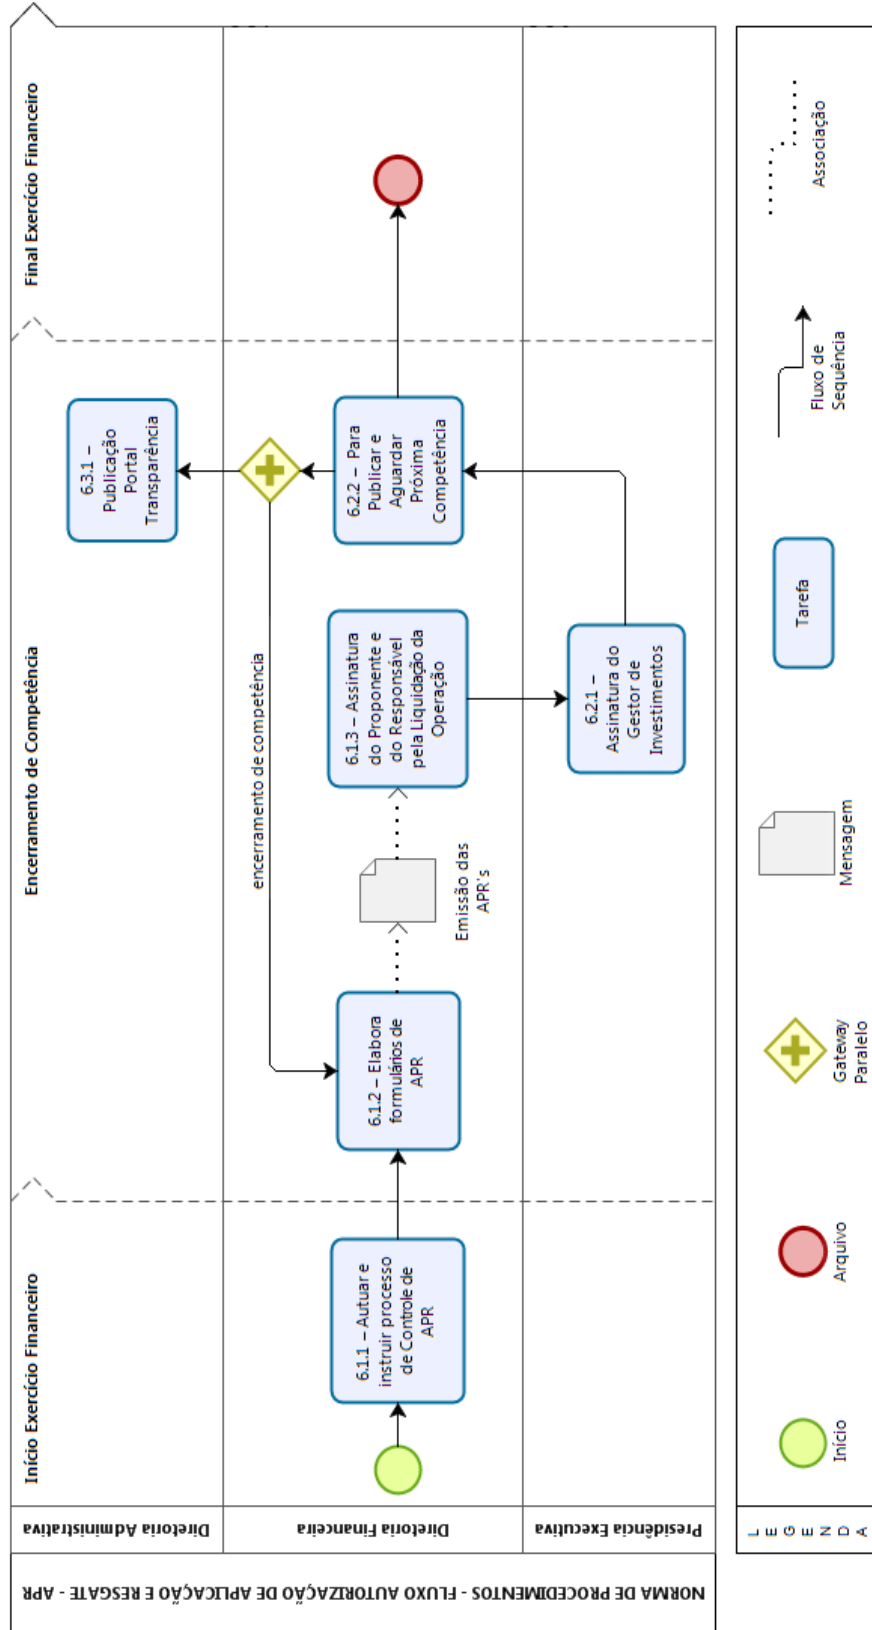 NORMA DE PROCEDIMENTOS - FLUXO AUTORIZAÇÃO DE APLICAÇÃO E RESGATE - APR
Diretoria Administrativa
Diretoria Financeira
Presidência Executiva
Início Exercício Financeiro
Encerramento de Competência
Final Exercício Financeiro
6.1.1 – Autuar e
instruir processo
de Controle de
APR
6.1.2 – Elabora
formulários de
APR
Emissão das
APR's
6.1.3 – Assinatura
do Proponente e
do Responsável
pela Liquidação da
Operação
6.2.1 –
Assinatura do
Gestor de
Investimentos
6.2.2 – Para
Publicar e
Aguardar
Próxima
Competência
encerramento de competência
6.3.1 –
Publicação
Portal
Transparência
L
E
G
E
N
D
A
Início
Arquivo
Gateway
Paralelo
Mensagem
Tarefa
Fluxo de
Sequência
Associação